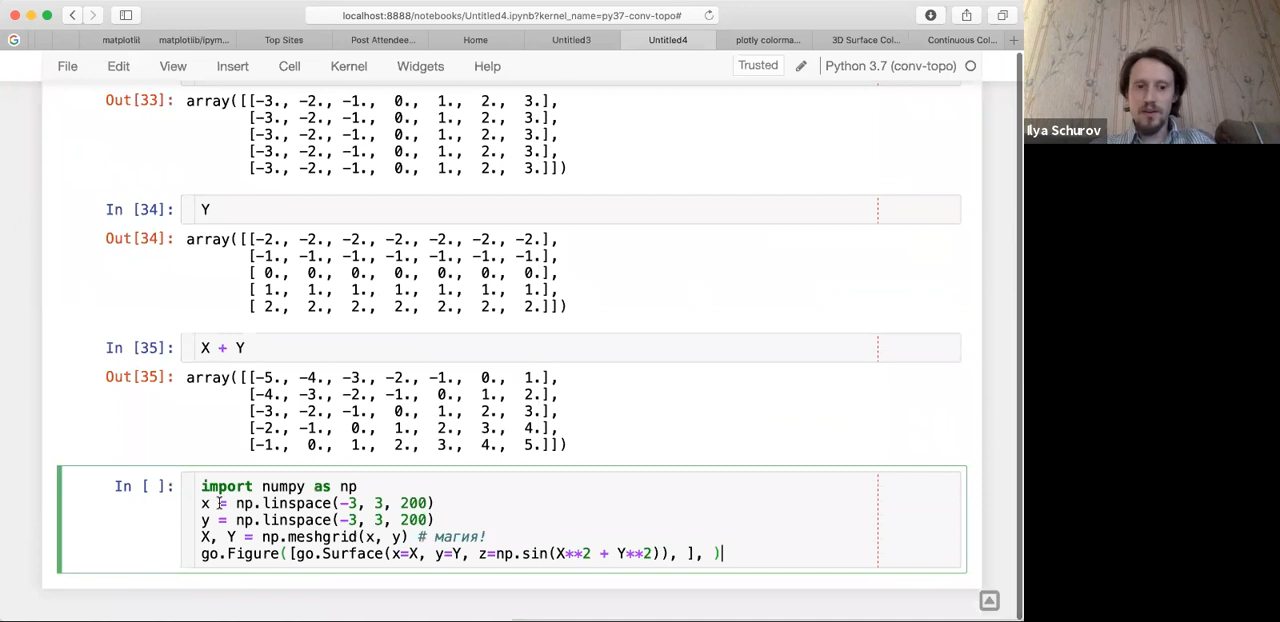 localhost:8888/notebooks/Untitled4.ipynb?kernel_name=py37-conv-topo#
matplotlit
matplotlib/ipym...
Top Sites
Post Attendee...
Home
Untitled3
Untitled4
plotly colorma...
3D Surface Col...
Continuous Col...
File Edit View Insert Cell Kernel Widgets Help
Trusted
Python 3.7 (conv-topo)
Ilya Schurov
Out[33]: array([[-3., -2., -1., 0., 1., 2., 3.],
[-3., -2., -1., 0., 1., 2., 3.],
[-3., -2., -1., 0., 1., 2., 3.],
[-3., -2., -1., 0., 1., 2., 3.],
[-3., -2., -1., 0., 1., 2., 3.]])
In [34]: Y
Out[34]: array([[-2., -2., -2., -2., -2., -2., -2.],
[-1., -1., -1., -1., -1., -1., -1.],
[ 0., 0., 0., 0., 0., 0., 0.],
[ 1., 1., 1., 1., 1., 1., 1.],
[ 2., 2., 2., 2., 2., 2., 2.]])
In [35]: X + Y
Out[35]: array([[-5., -4., -3., -2., -1., 0., 1.],
[-4., -3., -2., -1., 0., 1., 2.],
[-3., -2., -1., 0., 1., 2., 3.],
[-2., -1., 0., 1., 2., 3., 4.],
[-1., 0., 1., 2., 3., 4., 5.]])
In [ ]: import numpy as np
x = np.linspace(-3, 3, 200)
y = np.linspace(-3, 3, 200)
X, Y = np.meshgrid(x, y) # магия!
go.Figure([go.Surface(x=X, y=Y, z=np.sin(X**2 + Y**2)), ], )